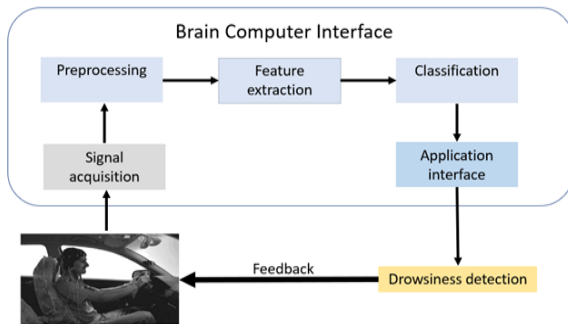 Brain Computer Interface
Preprocessing
Feature
extraction
Classification
Signal
acquisition
Application
interface
Feedback
Drowsiness detection